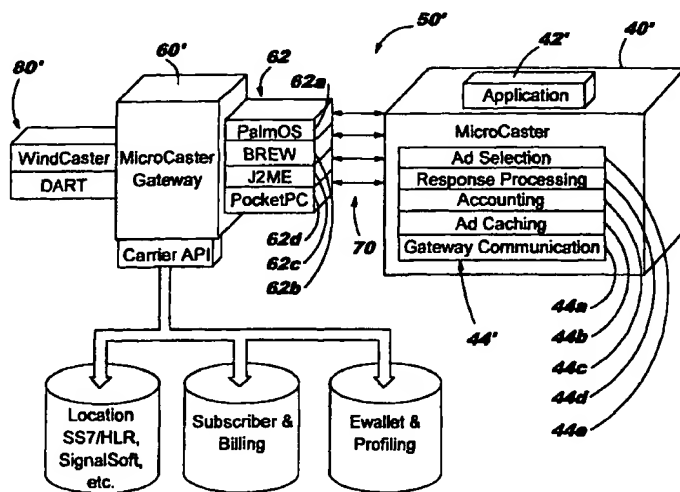 50'
60'
62
42'
40'
80'
62a
Application
PalmOS
MicroCaster
WindCaster
MicroCaster
Gateway
BREW
Ad Selection
DART
J2ME
Response Processing
PocketPC
Accounting
Ad Caching
62d
70
Gateway Communication
Carrier API
62c
62b
44'
44a
44b
44c
44d
44e
Location
SS7/HLR,
SignalSoft,
etc.
Subscriber &
Billing
Ewallet &
Profiling